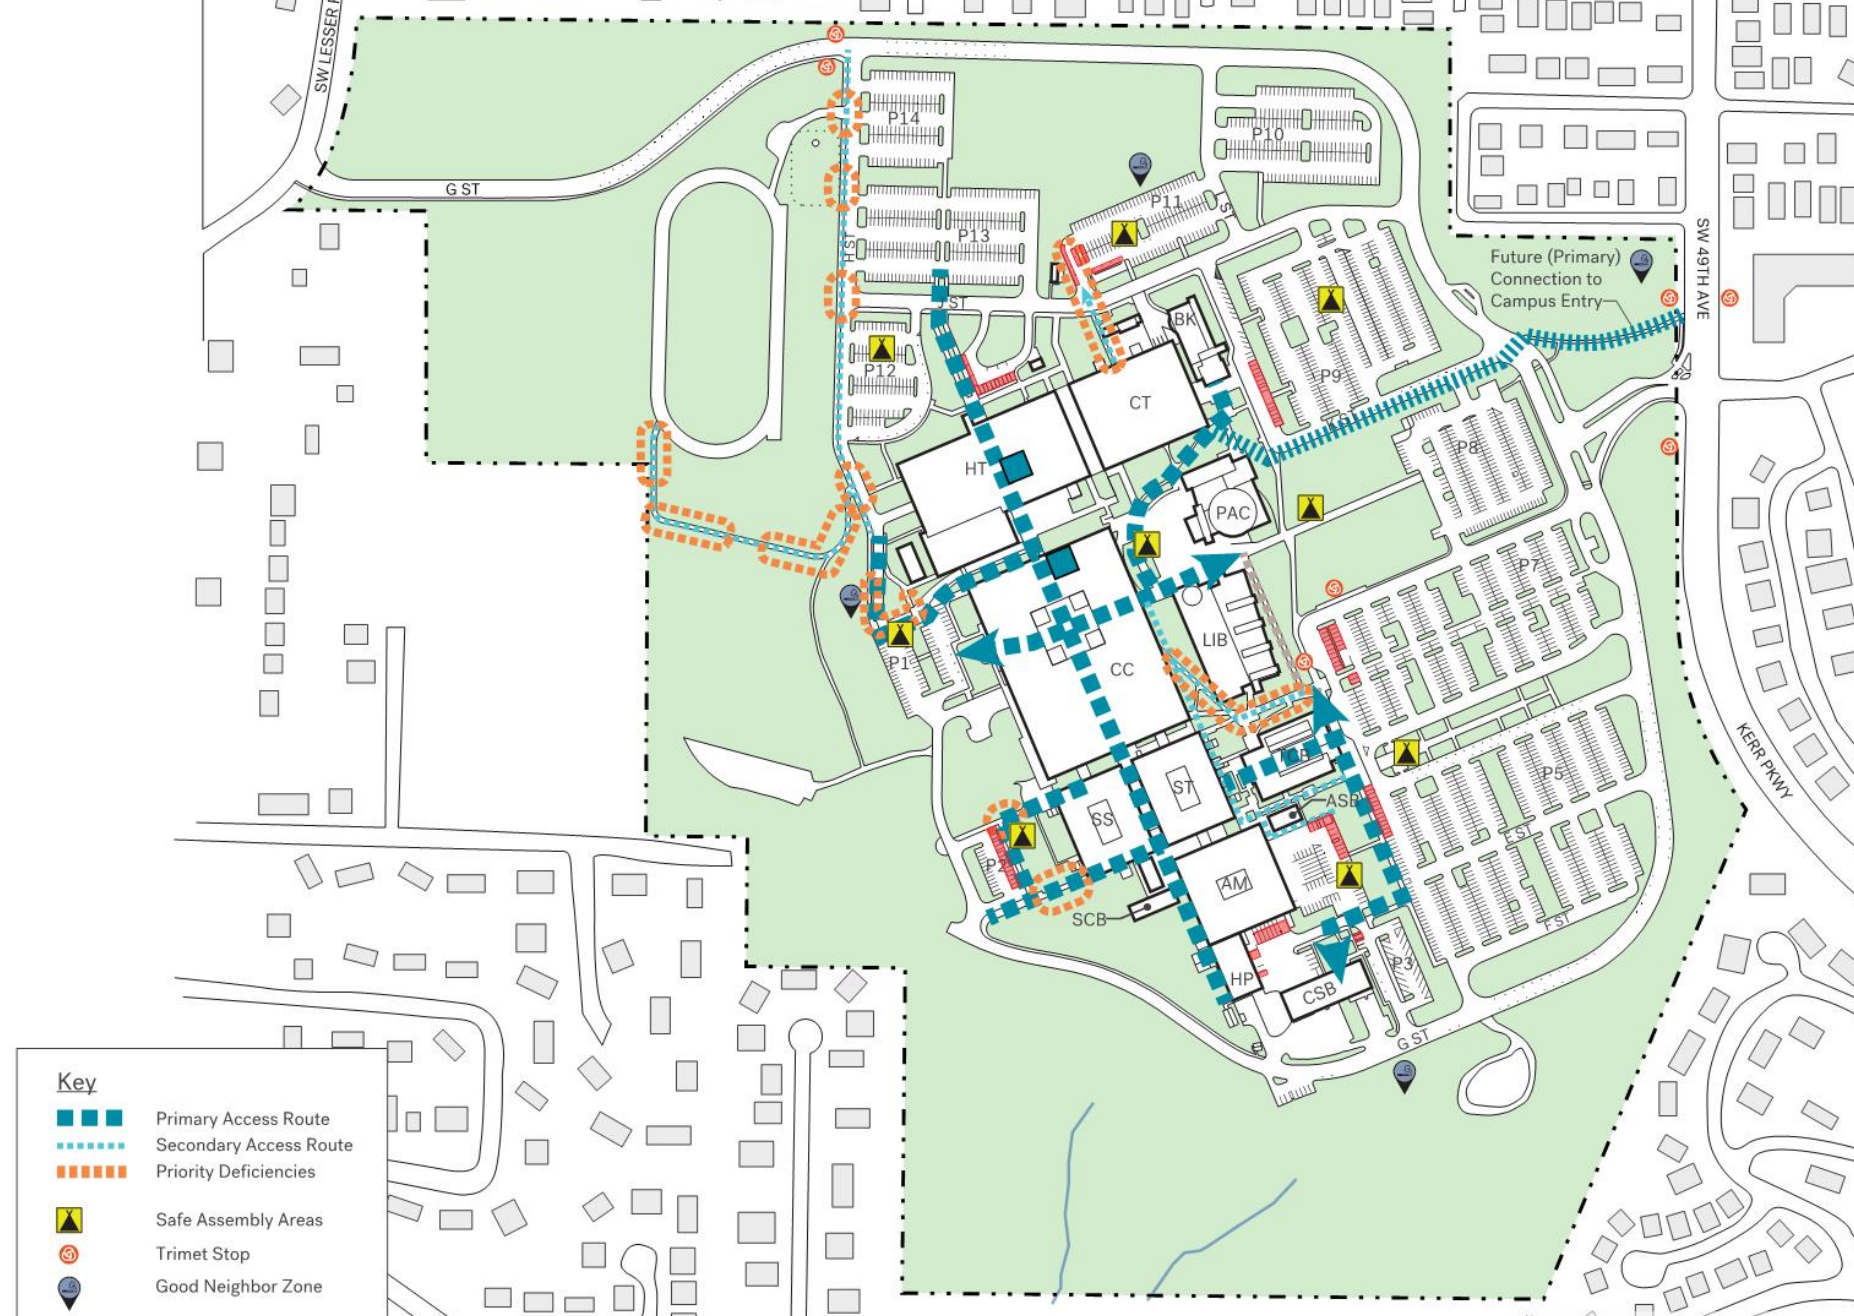 SW LESSER
G ST
P14
P10
P11
P13
H ST
J ST
P12
BK
CT
P9
P8
HT
PAC
Future (Primary)
Connection to
Campus Entry
SW 49TH AVE
P7
LIB
P1
CC
KERR PKWY
TCB
ST
ASB
SS
P5
E ST
P2
AM
SCB
F ST
HP
P3
CSB
G ST
Key
Primary Access Route
Secondary Access Route
Priority Deficiencies
Safe Assembly Areas
Trimet Stop
Good Neighbor Zone